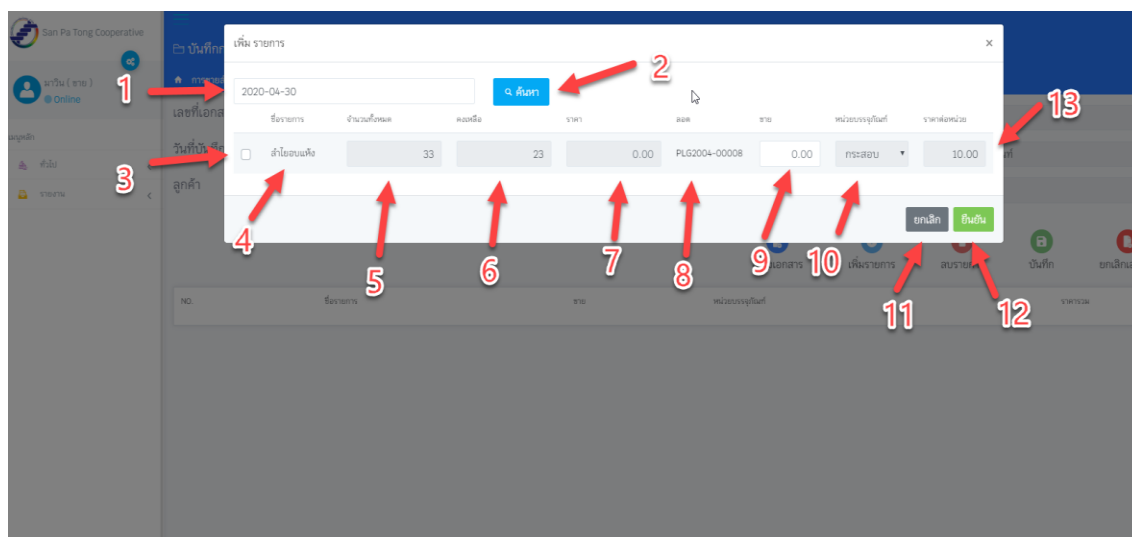 San Pa Tong Cooperative
มาวิน ( ขาย )
Online
เมนูหลัก
ทั่วไป
รายงาน
บันทึกก
การขายส
เลขที่เอกส
วันที่บันทึก
ลูกค้า
เพิ่ม รายการ
×
2020-04-30
ค้นหา
ชื่อรายการ จำนวนทั้งหมด คงเหลือ ราคา ลอต ขาย หน่วยบรรจุภัณฑ์ ราคาต่อหน่วย
ลำไยอบแห้ง 33 23 0.00 PLG2004-00008 0.00 กระสอบ 10.00
ยกเลิก ยืนยัน
เอกสาร เพิ่มรายการ ลบราย บันทึก ยกเลิกเ
NO. ชื่อรายการ ขาย หน่วยบรรจุภัณฑ์ ราคารวม
1
2
3
4
5
6
7
8
9
10
11
12
13